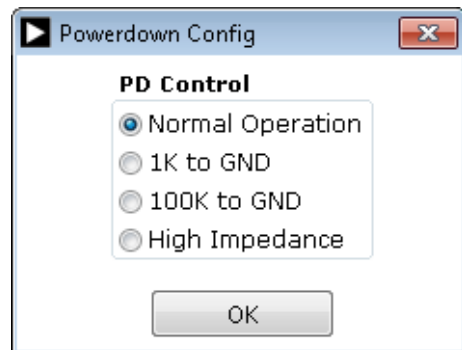 Powerdown Config
PD Control
Normal Operation
1K to GND
100K to GND
High Impedance
OK